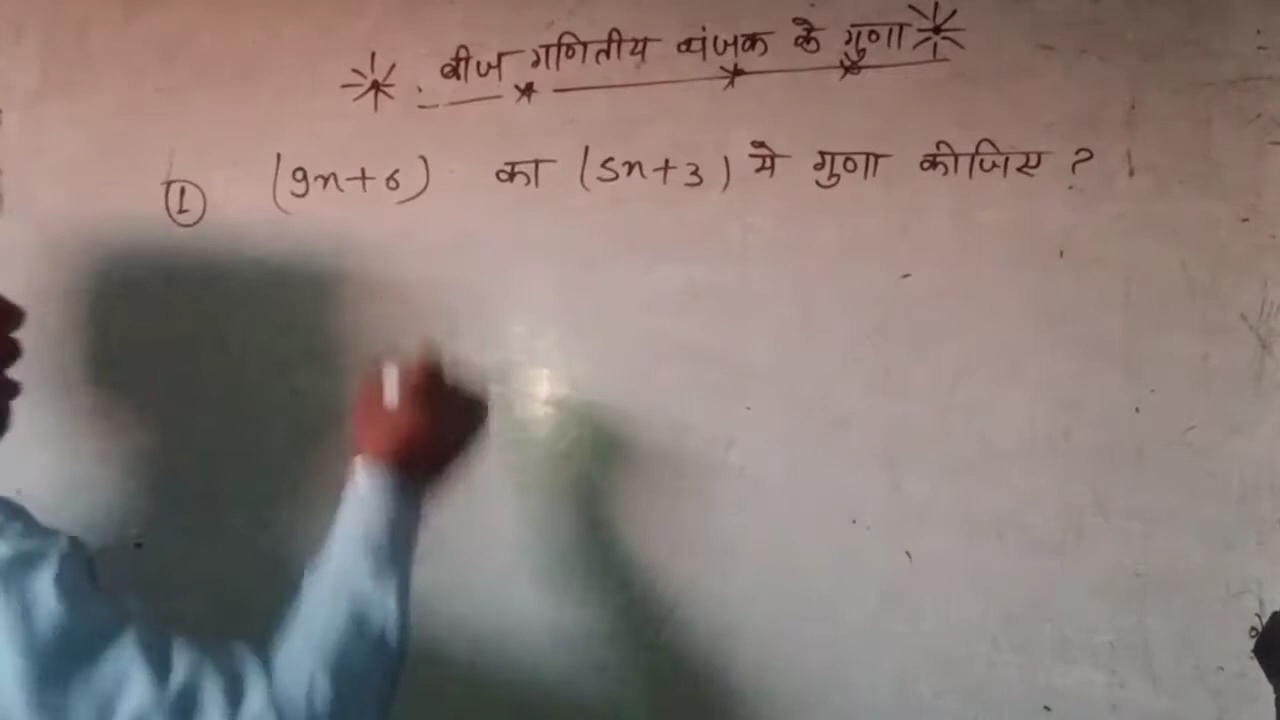 बीज गणितीय व्यंजक के गुणा
① (9x+6) का (5x+3) से गुणा कीजिए ?